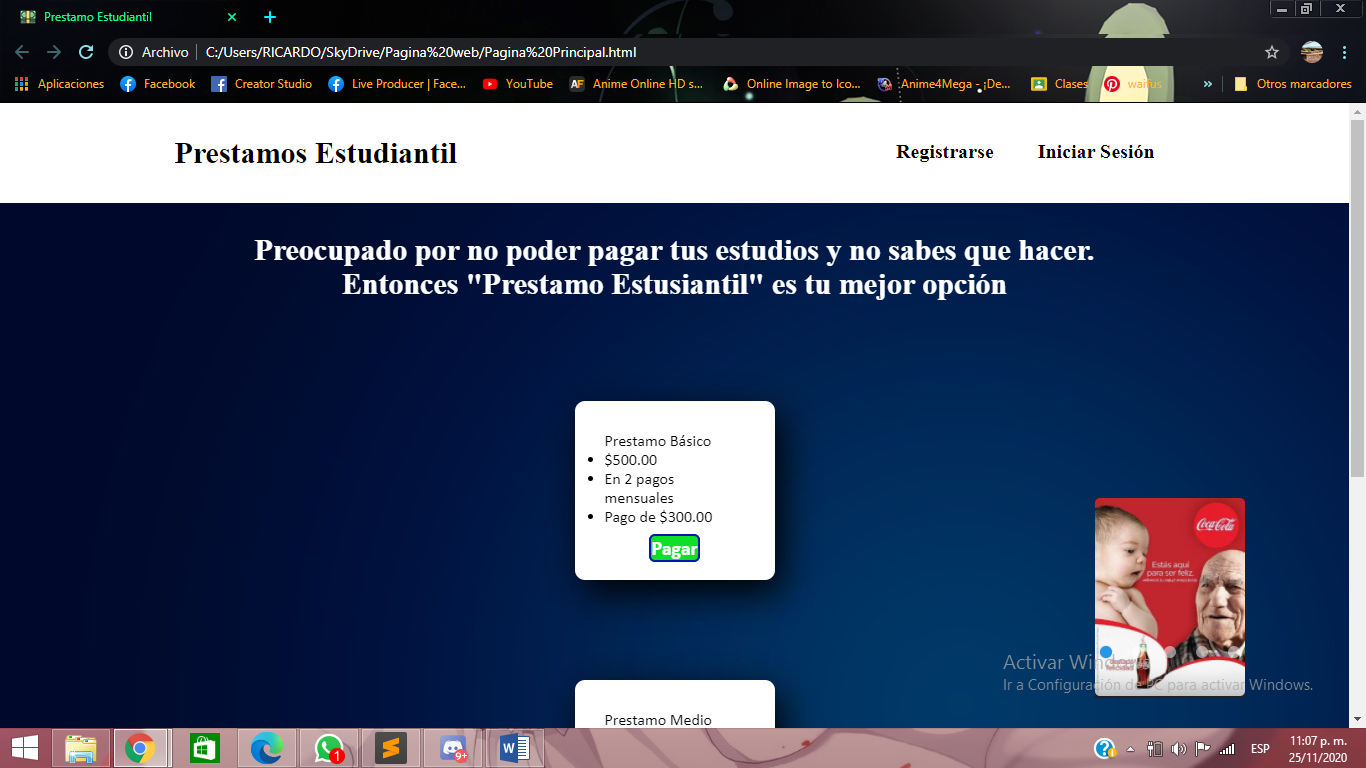 Prestamo Estudiantil
Archivo
C:/Users/RICARDO/SkyDrive/Pagina%20web/Pagina%20Principal.html
Aplicaciones Facebook Creator Studio Live Producer | Face... YouTube AF Anime Online HD s... Online Image to Ico... Anime4Mega - ¡De... Clases waifus » Otros marcadores
Prestamos Estudiantil
Registrarse Iniciar Sesión
Preocupado por no poder pagar tus estudios y no sabes que hacer.
Entonces "Prestamo Estusiantil" es tu mejor opción
Prestamo Básico
$500.00
En 2 pagos
mensuales
Pago de $300.00
Pagar
Coca-Cola
Estás aquí
para ser feliz.
Activar Windows
Ir a Configuración de PC para activar Windows.
Prestamo Medio
1
9+
ESP
11:07 p. m.
25/11/2020